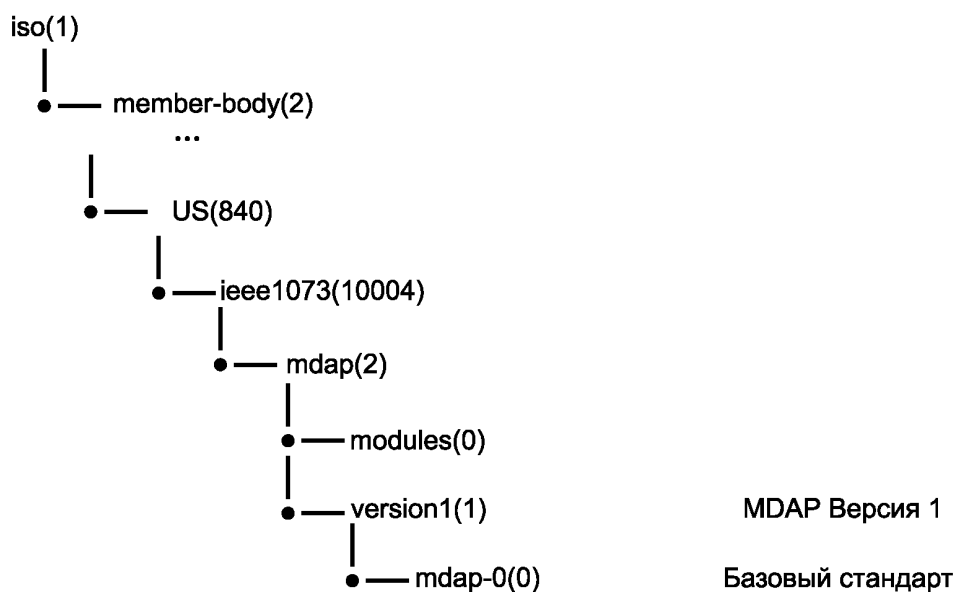 iso(1)
member-body(2)
...
US(840)
ieee1073(10004)
mdap(2)
modules(0)
version1(1) MDAP Версия 1
mdap-0(0) Базовый стандарт